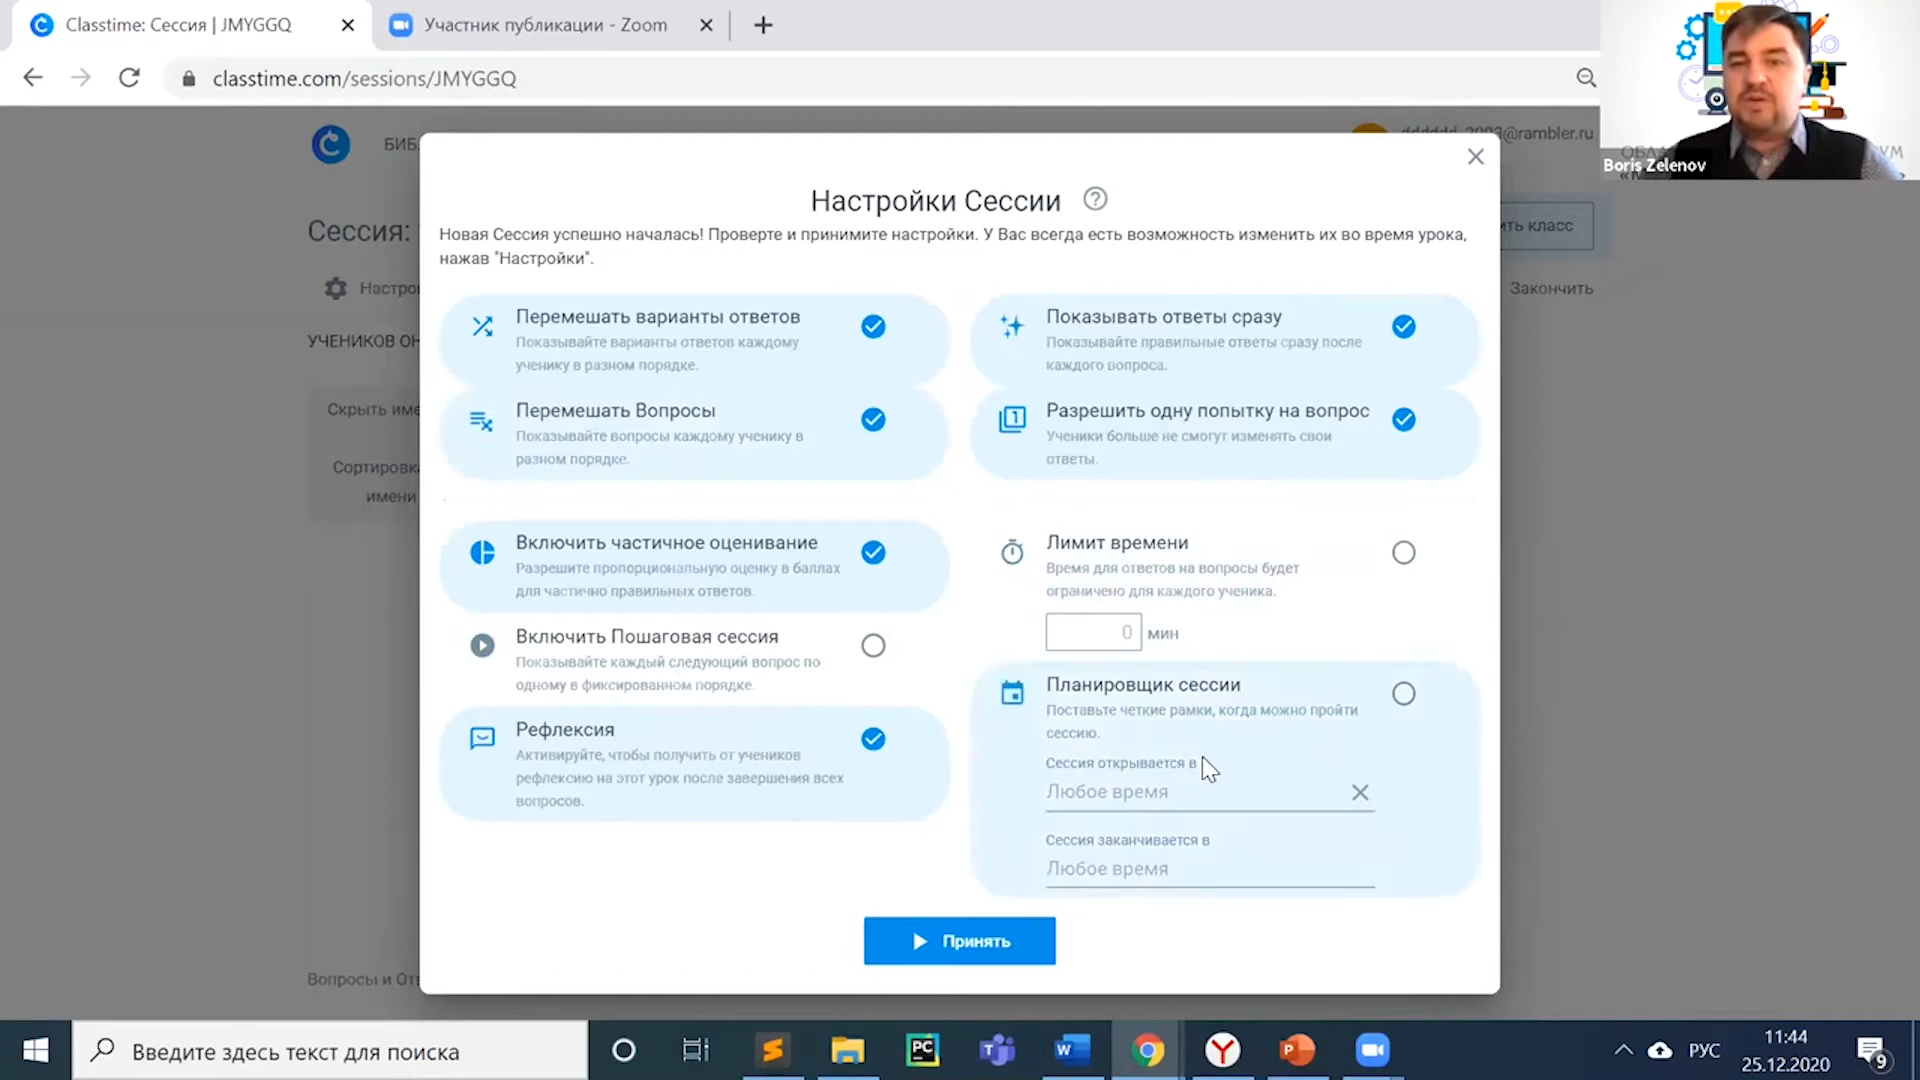 Classtime: Сессия | JMYGGQ
Участник публикации - Zoom
classtime.com/sessions/JMYGGQ
Boris Zelenov
@rambler.ru
Сессия:
ить класс
Закончить
Скрыть име
Сортировка
имени
Настройки Сессии
Новая Сессия успешно началась! Проверте и принимите настройки. У Вас всегда есть возможность изменить их во время урока,
нажав "Настройки".
Перемешать варианты ответов
Показывайте варианты ответов каждому
ученику в разном порядке.
Показывать ответы сразу
Показывайте правильные ответы сразу после
каждого вопроса.
Перемешать Вопросы
Показывайте вопросы каждому ученику в
разном порядке.
Разрешить одну попытку на вопрос
Ученики больше не смогут изменять свои
ответы.
Включить частичное оценивание
Разрешите пропорциональную оценку в баллах
для частично правильных ответов.
Лимит времени
Время для ответов на вопросы будет
ограничено для каждого ученика.
0 мин
Включить Пошаговая сессия
Показывайте каждый следующий вопрос по
одному в фиксированном порядке.
Планировщик сессии
Поставьте четкие рамки, когда можно пройти
сессию.
Сессия открывается в
Любое время
Сессия заканчивается в
Любое время
Рефлексия
Активируйте, чтобы получить от учеников
рефлексию на этот урок после завершения всех
вопросов.
Принять
Вопросы и От
Введите здесь текст для поиска
РУС
11:44
25.12.2020
9